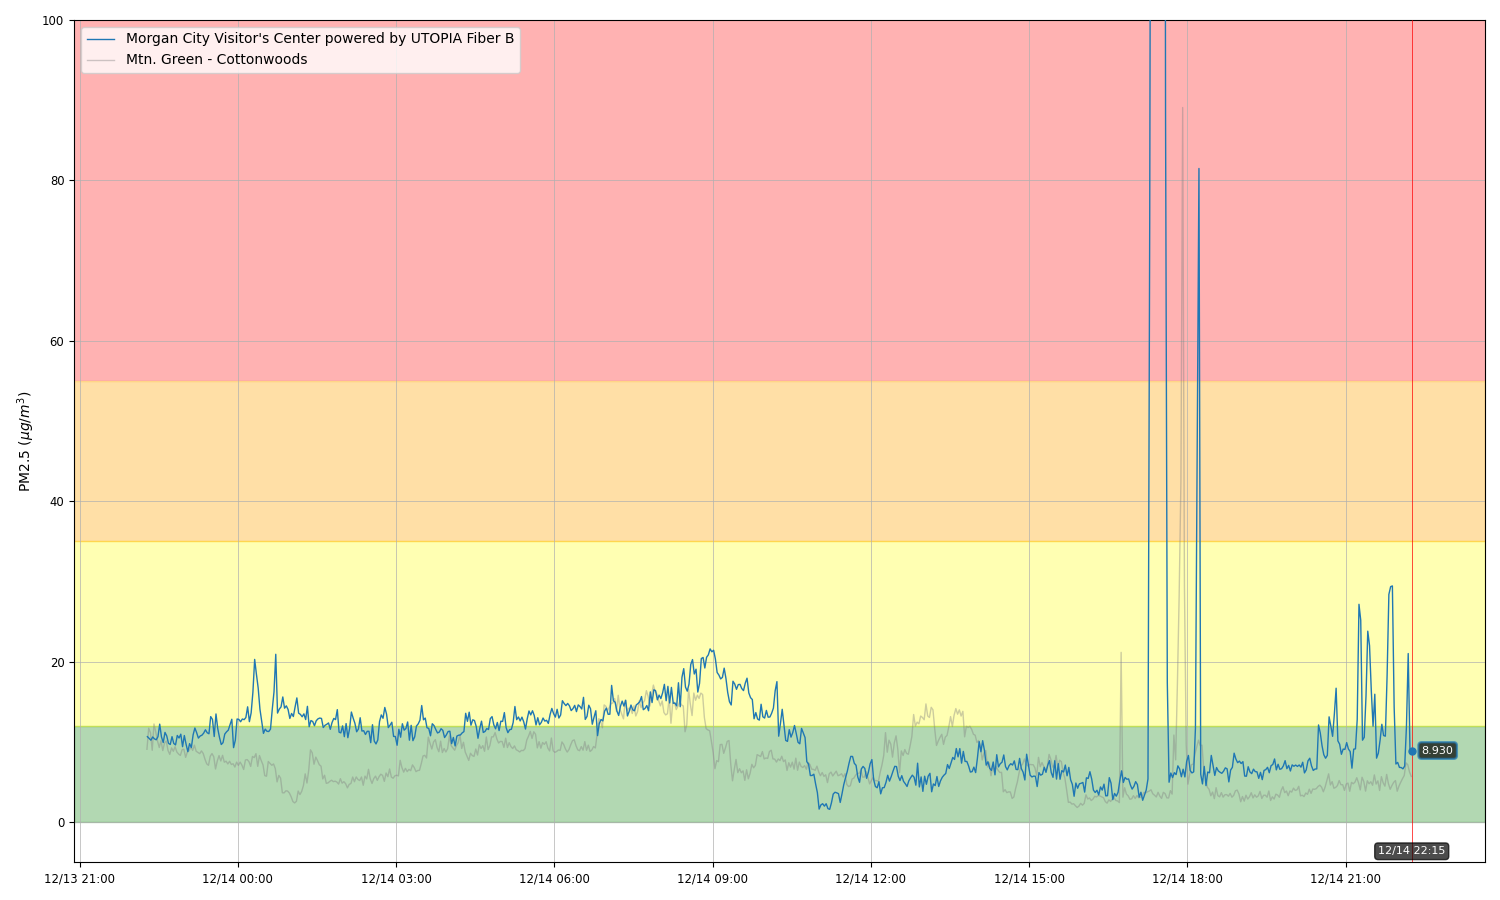 100
80
60
40
20
0
PM2.5 (μg/m³)
Morgan City Visitor's Center powered by UTOPIA Fiber B
Mtn. Green - Cottonwoods
8.930
12/14 22:15
12/13 21:00 12/14 00:00 12/14 03:00 12/14 06:00 12/14 09:00 12/14 12:00 12/14 15:00 12/14 18:00 12/14 21:00